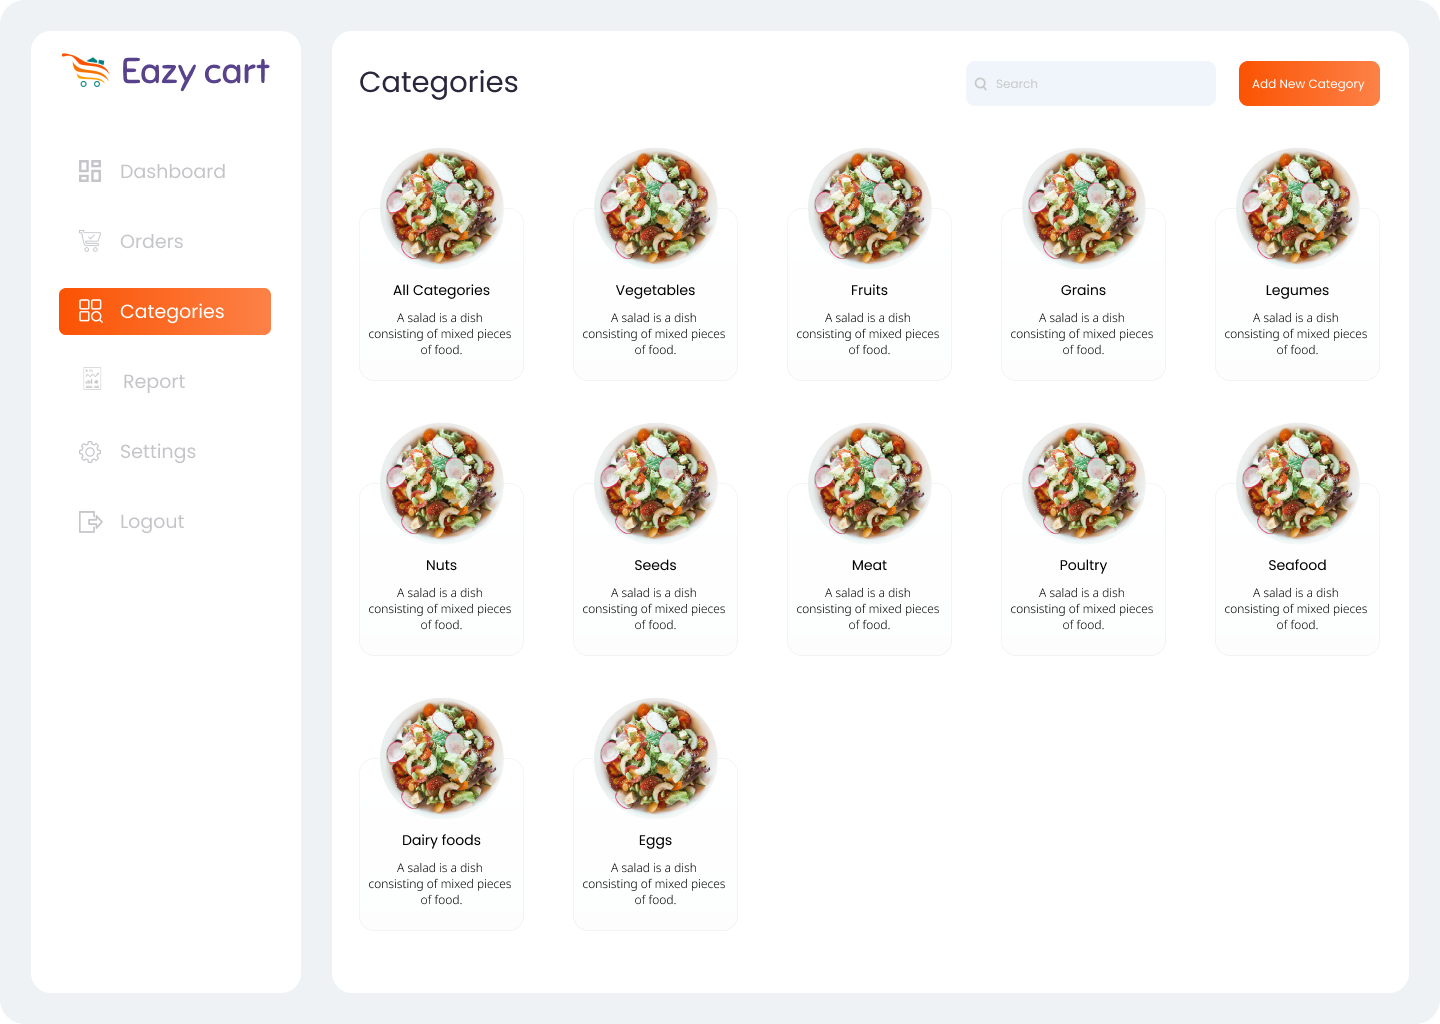 Eazy cart
Dashboard
Orders
Categories
Report
Settings
Logout
Categories
Search
Add New Category
All Categories
A salad is a dish
consisting of mixed pieces
of food.
Vegetables
A salad is a dish
consisting of mixed pieces
of food.
Fruits
A salad is a dish
consisting of mixed pieces
of food.
Grains
A salad is a dish
consisting of mixed pieces
of food.
Legumes
A salad is a dish
consisting of mixed pieces
of food.
Nuts
A salad is a dish
consisting of mixed pieces
of food.
Seeds
A salad is a dish
consisting of mixed pieces
of food.
Meat
A salad is a dish
consisting of mixed pieces
of food.
Poultry
A salad is a dish
consisting of mixed pieces
of food.
Seafood
A salad is a dish
consisting of mixed pieces
of food.
Dairy foods
A salad is a dish
consisting of mixed pieces
of food.
Eggs
A salad is a dish
consisting of mixed pieces
of food.